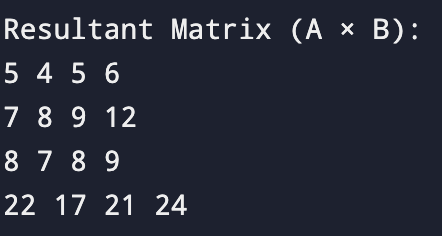 Resultant Matrix (A × B):
5 4 5 6
7 8 9 12
8 7 8 9
22 17 21 24